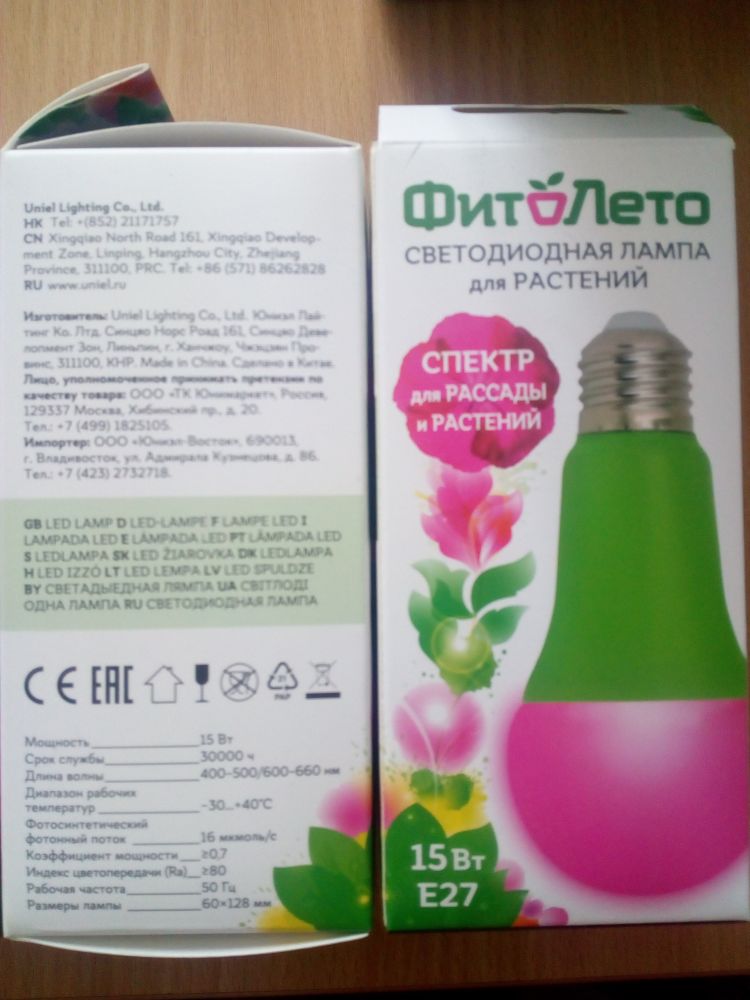 Uniel Lighting Co., Ltd.
HK Tel: +(852) 21171757
CN Xingqiao North Road 161, Xingqiao Develop-
ment Zone, Linping, Hangzhou City, Zhejiang
Province, 311100, PRC. Tel: +86 (571) 86262828
RU www.uniel.ru
Изготовитель: Uniel Lighting Co., Ltd. Юниэл Лай-
тинг Ко. Лтд. Синцяо Норс Роад 161, Синцяо Деве-
лопмент Зон, Линьпин, г. Ханчжоу, Чжэцзян Про-
винс, 311100, КНР. Made in China. Сделано в Китае.
Лицо, уполномоченное принимать претензии по
качеству товара: ООО «ТК Юнимаркет», Россия,
129337 Москва, Хибинский пр., д. 20.
Тел.: +7 (499) 1825105.
Импортер: ООО «Юниэл-Восток», 690013,
г. Владивосток, ул. Адмирала Кузнецова, д. 86.
Тел.: +7 (423) 2732718.
GB LED LAMP D LED-LAMPE F LAMPE LED I
LAMPADA LED E LÁMPADA LED PT LÂMPADA LED
S LEDLAMPA SK LED ŽIAROVKA DK LEDLAMPA
H LED IZZÓ LT LED LEMPA LV LED SPULDZE
BY СВЕТАДЫЕДНАЯ ЛЯМПА UA СВІТЛОДІ
ОДНА ЛАМПА RU СВЕТОДИОДНАЯ ЛАМПА
CE EAC
21
PAP
Мощность 15 Вт
Срок службы 30000 ч
Длина волны 400-500/600-660 нм
Диапазон рабочих
температур -30...+40°C
Фотосинтетический
фотонный поток 16 мкмоль/с
Коэффициент мощности ≥0,7
Индекс цветопередачи (Ra) ≥80
Рабочая частота 50 Гц
Размеры лампы 60×128 мм
ФитоЛето
СВЕТОДИОДНАЯ ЛАМПА
для РАСТЕНИЙ
СПЕКТР
для РАССАДЫ
и РАСТЕНИЙ
15 Вт
E27